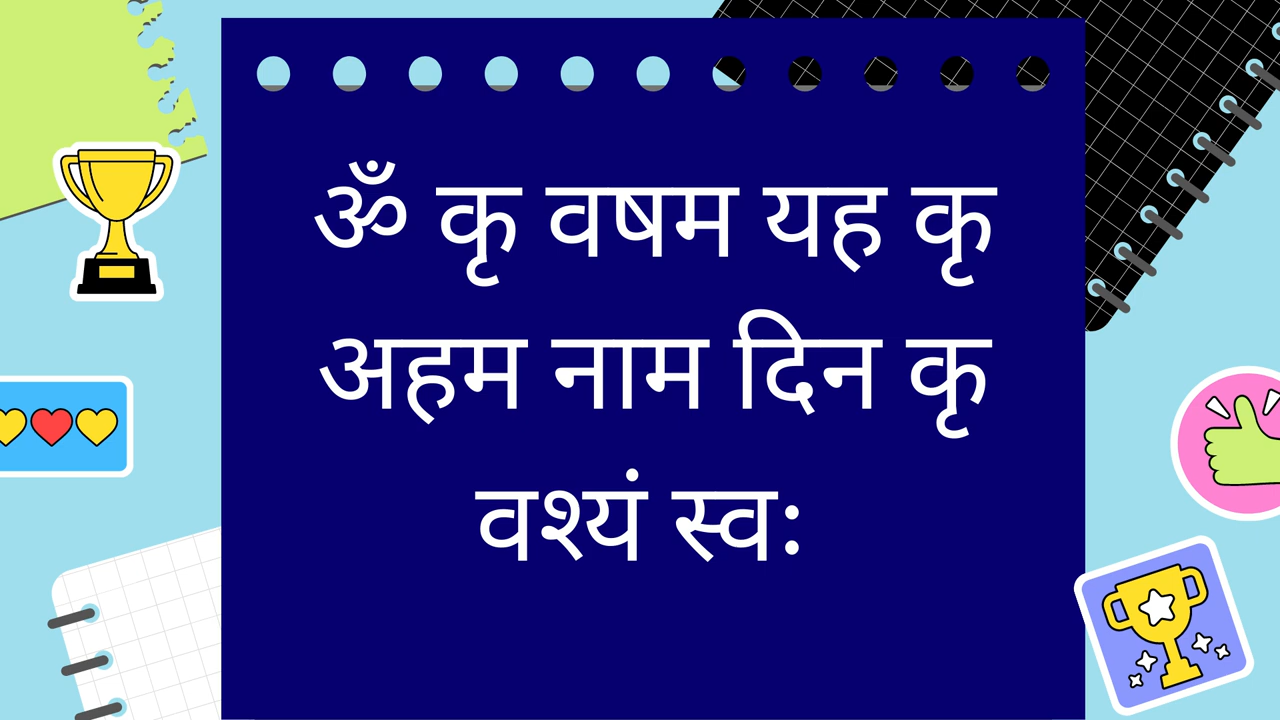 ॐ कृ वषम यह कृ
अहम नाम दिन कृ
वश्यं स्वः